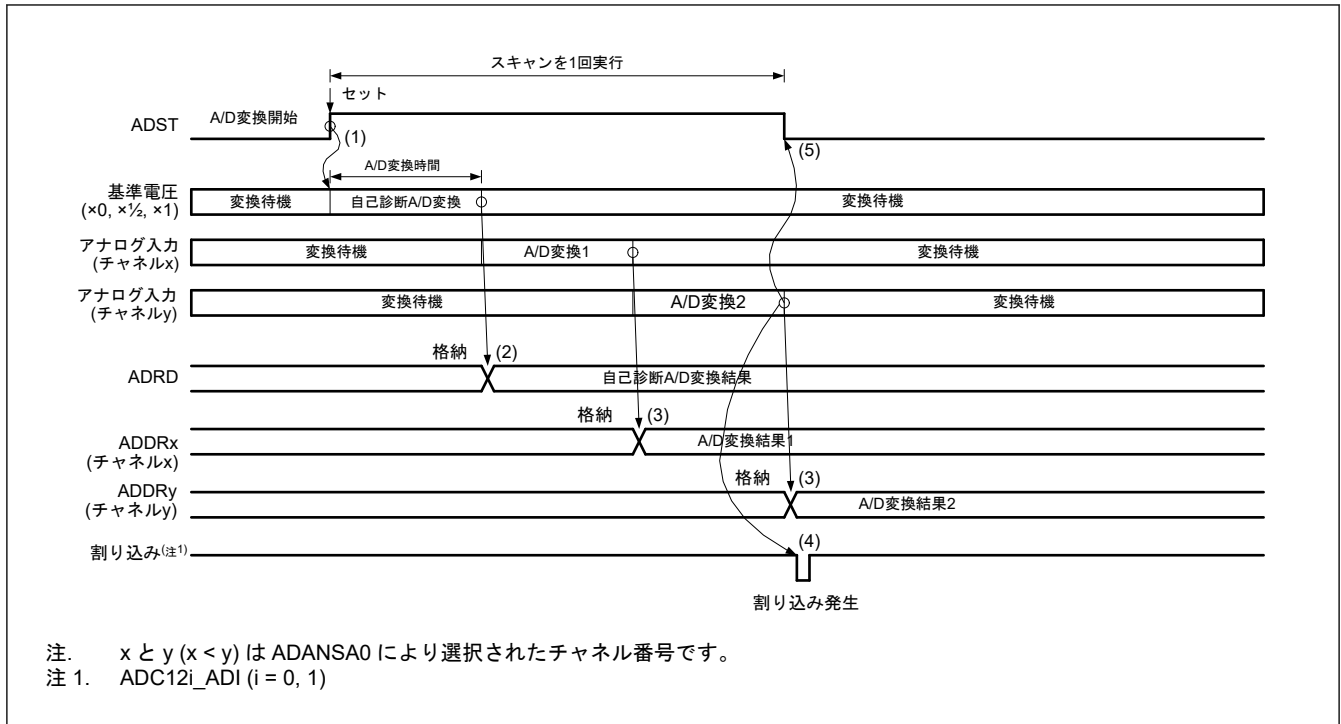 スキャンを1回実行
セット
A/D変換開始
ADST
(1)
(5)
A/D変換時間
基準電圧
(×0, ×½, ×1)
変換待機
自己診断A/D変換
変換待機
アナログ入力
(チャネルx)
変換待機
A/D変換1
変換待機
アナログ入力
(チャネルy)
変換待機
A/D変換2
変換待機
格納
(2)
ADRD
自己診断A/D変換結果
格納
(3)
ADDRx
(チャネルx)
A/D変換結果1
格納
(3)
ADDRy
(チャネルy)
A/D変換結果2
割り込み(注1)
(4)
割り込み発生
注. x と y (x < y) は ADANSA0 により選択されたチャネル番号です。
注 1. ADC12i_ADI (i = 0, 1)